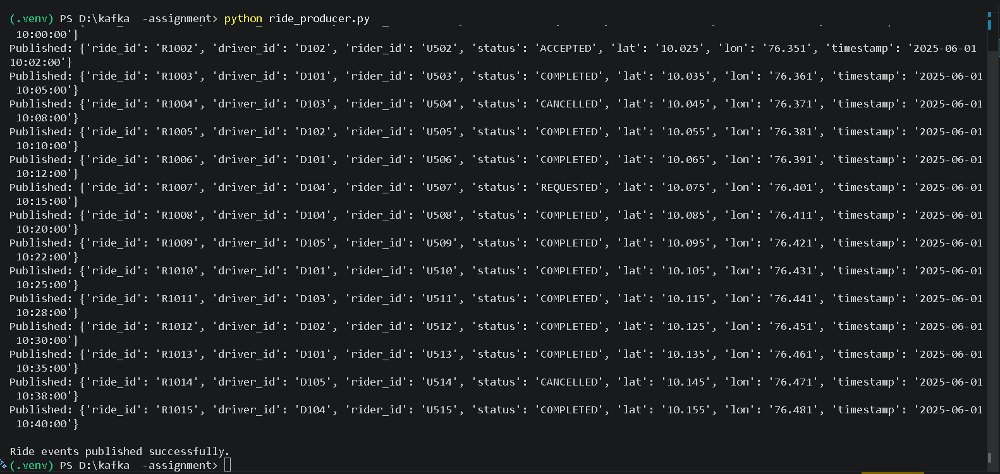 (.venv) PS D:\kafka  -assignment> python ride_producer.py
 10:00:00'}
Published: {'ride_id': 'R1002', 'driver_id': 'D102', 'rider_id': 'U502', 'status': 'ACCEPTED', 'lat': '10.025', 'lon': '76.351', 'timestamp': '2025-06-01
10:02:00'}
Published: {'ride_id': 'R1003', 'driver_id': 'D101', 'rider_id': 'U503', 'status': 'COMPLETED', 'lat': '10.035', 'lon': '76.361', 'timestamp': '2025-06-01
 10:05:00'}
Published: {'ride_id': 'R1004', 'driver_id': 'D103', 'rider_id': 'U504', 'status': 'CANCELLED', 'lat': '10.045', 'lon': '76.371', 'timestamp': '2025-06-01
 10:08:00'}
Published: {'ride_id': 'R1005', 'driver_id': 'D102', 'rider_id': 'U505', 'status': 'COMPLETED', 'lat': '10.055', 'lon': '76.381', 'timestamp': '2025-06-01
 10:10:00'}
Published: {'ride_id': 'R1006', 'driver_id': 'D101', 'rider_id': 'U506', 'status': 'COMPLETED', 'lat': '10.065', 'lon': '76.391', 'timestamp': '2025-06-01
 10:12:00'}
Published: {'ride_id': 'R1007', 'driver_id': 'D104', 'rider_id': 'U507', 'status': 'REQUESTED', 'lat': '10.075', 'lon': '76.401', 'timestamp': '2025-06-01
 10:15:00'}
Published: {'ride_id': 'R1008', 'driver_id': 'D104', 'rider_id': 'U508', 'status': 'COMPLETED', 'lat': '10.085', 'lon': '76.411', 'timestamp': '2025-06-01
 10:20:00'}
Published: {'ride_id': 'R1009', 'driver_id': 'D105', 'rider_id': 'U509', 'status': 'COMPLETED', 'lat': '10.095', 'lon': '76.421', 'timestamp': '2025-06-01
 10:22:00'}
Published: {'ride_id': 'R1010', 'driver_id': 'D101', 'rider_id': 'U510', 'status': 'COMPLETED', 'lat': '10.105', 'lon': '76.431', 'timestamp': '2025-06-01
 10:25:00'}
Published: {'ride_id': 'R1011', 'driver_id': 'D103', 'rider_id': 'U511', 'status': 'COMPLETED', 'lat': '10.115', 'lon': '76.441', 'timestamp': '2025-06-01
 10:28:00'}
Published: {'ride_id': 'R1012', 'driver_id': 'D102', 'rider_id': 'U512', 'status': 'COMPLETED', 'lat': '10.125', 'lon': '76.451', 'timestamp': '2025-06-01
 10:30:00'}
Published: {'ride_id': 'R1013', 'driver_id': 'D101', 'rider_id': 'U513', 'status': 'COMPLETED', 'lat': '10.135', 'lon': '76.461', 'timestamp': '2025-06-01
 10:35:00'}
Published: {'ride_id': 'R1014', 'driver_id': 'D105', 'rider_id': 'U514', 'status': 'CANCELLED', 'lat': '10.145', 'lon': '76.471', 'timestamp': '2025-06-01
 10:38:00'}
Published: {'ride_id': 'R1015', 'driver_id': 'D104', 'rider_id': 'U515', 'status': 'COMPLETED', 'lat': '10.155', 'lon': '76.481', 'timestamp': '2025-06-01
 10:40:00'}
Ride events published successfully.
(.venv) PS D:\kafka  -assignment>